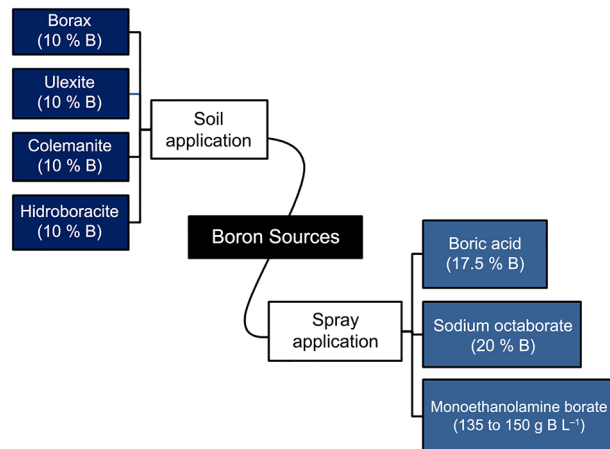 Borax
(10 % B)
Ulexite
(10 % B)
Colemanite
(10 % B)
Hidroboracite
(10 % B)
Soil
application
Boron Sources
Spray
application
Boric acid
(17.5 % B)
Sodium octaborate
(20 % B)
Monoethanolamine borate
(135 to 150 g B L⁻¹)